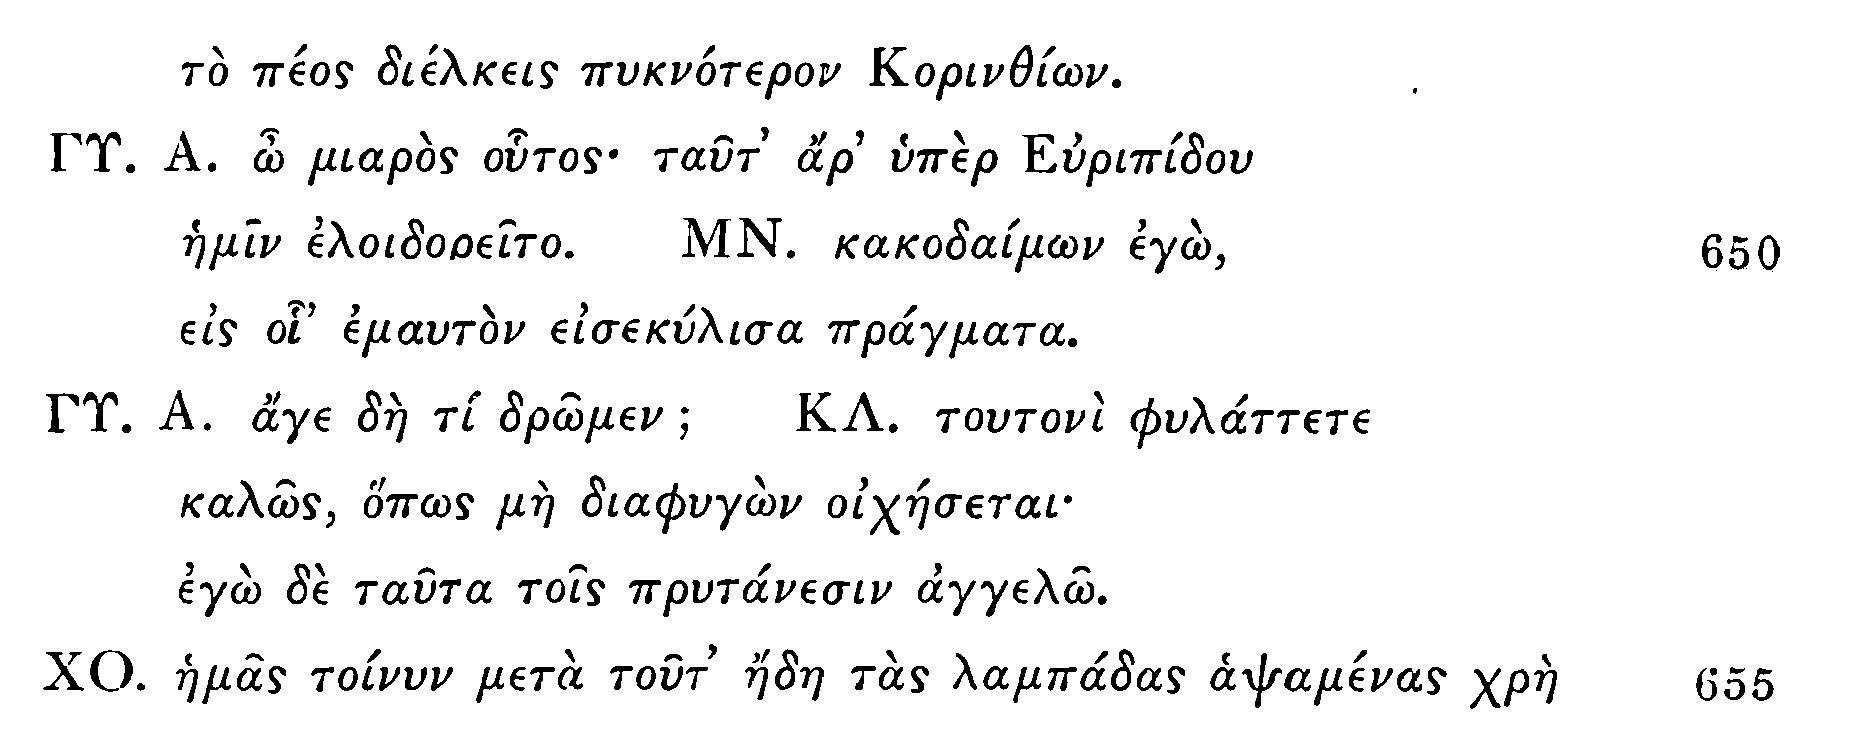 τὸ πέος διέλκεις πυκνότερον Κορινθίων.
ΓΥ. Α. ὦ μιαρὸς οὗτος· ταῦτ’ ἄρ’ ὑπὲρ Εὐριπίδου
ἡμῖν ἐλοιδορεῖτο. ΜΝ. κακοδαίμων ἐγὼ, 650
εἰς οἷ’ ἐμαυτὸν εἰσεκύλισα πράγματα.
ΓΥ. Α. ἄγε δὴ τί δρῶμεν; ΚΛ. τουτονὶ φυλάττετε
καλῶς, ὅπως μὴ διαφυγὼν οἰχήσεται·
ἐγὼ δὲ ταῦτα τοῖς πρυτάνεσιν ἀγγελῶ.
ΧΟ. ἡμᾶς τοίνυν μετὰ τοῦτ’ ἤδη τὰς λαμπάδας ἁψαμένας χρὴ 655